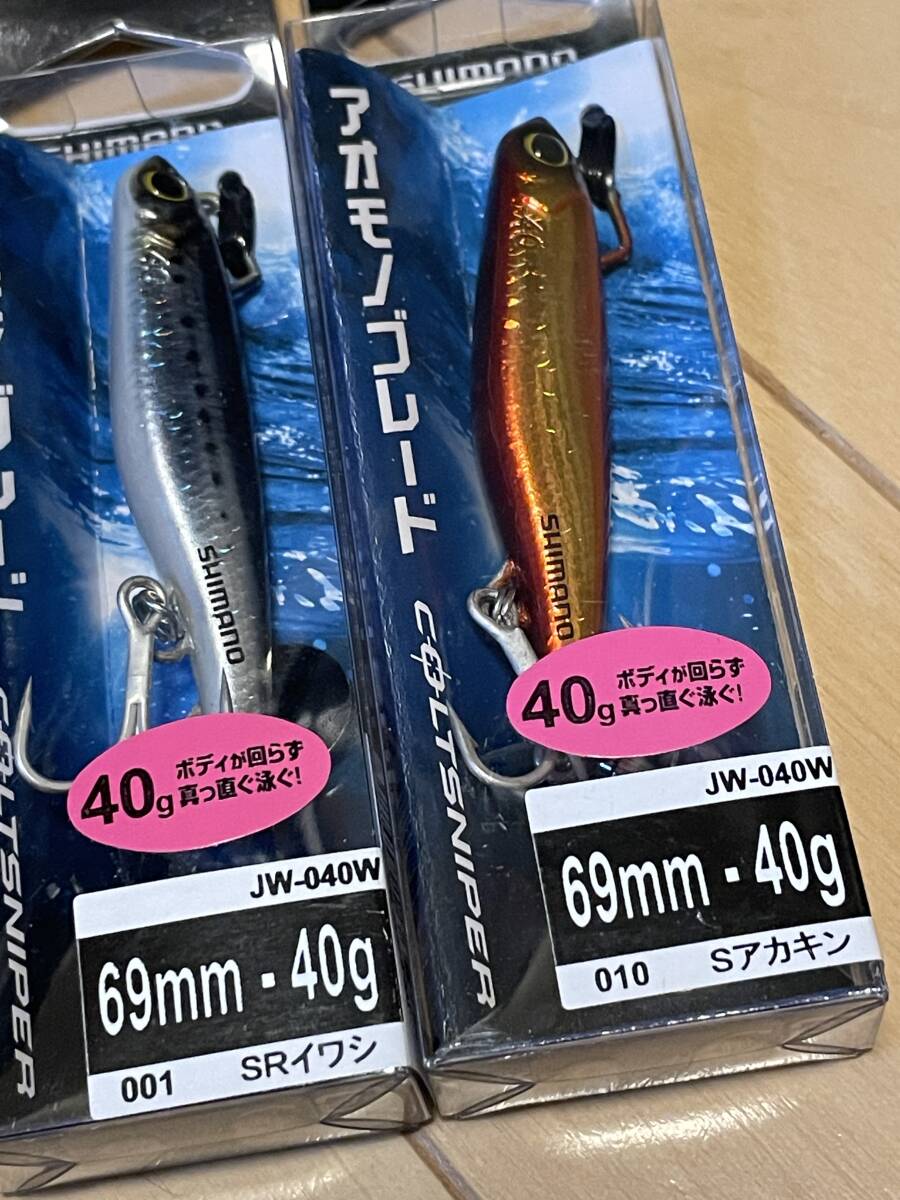 SHIMANO
SHIMANO
40g
ボディが回らず
真っ直ぐ泳ぐ!
COLTSNIPER
JW-040W
69mm - 40g
001 SRイワシ
SHIMANO
アオモノブレード
COLTSNIPER
SHIMANO
40g
ボディが回らず
真っ直ぐ泳ぐ!
JW-040W
69mm - 40g
010 Sアカキン